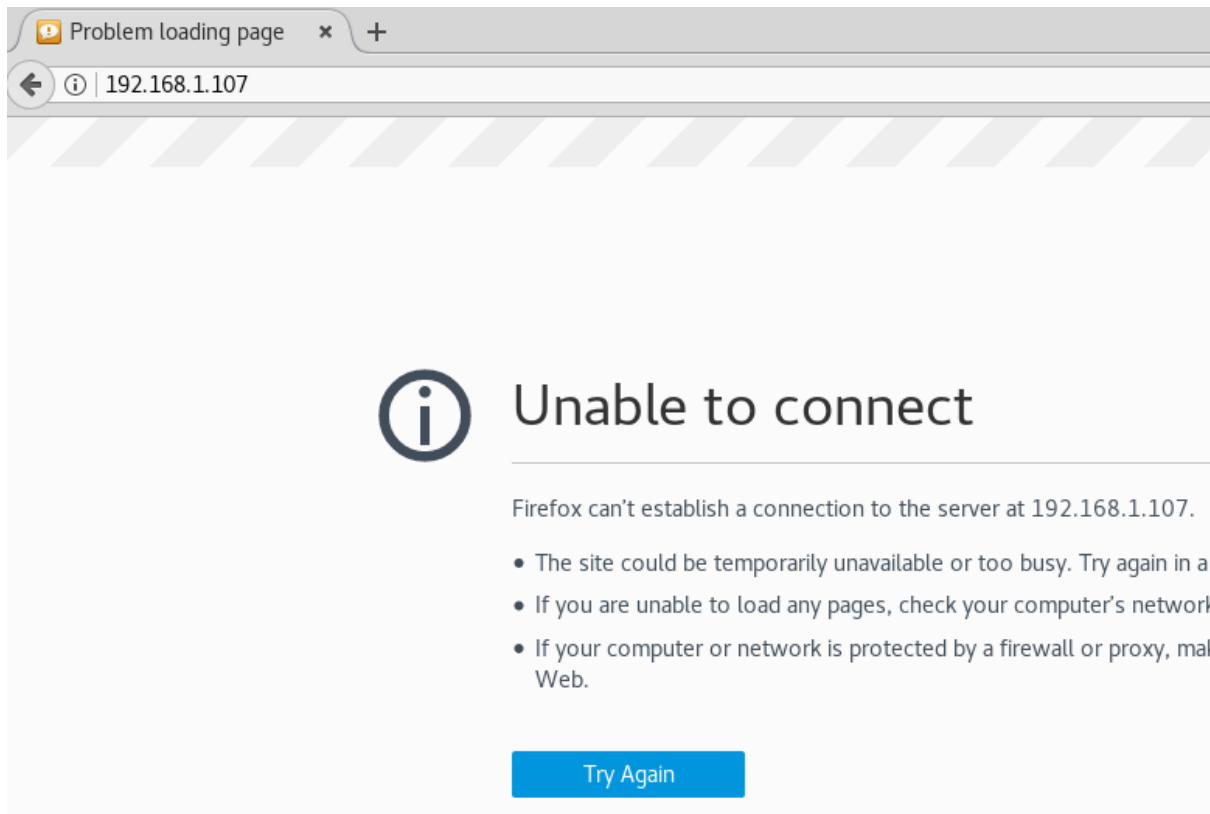 Problem loading page
192.168.1.107
Unable to connect
Firefox can’t establish a connection to the server at 192.168.1.107.
• The site could be temporarily unavailable or too busy. Try again in a
• If you are unable to load any pages, check your computer’s network
• If your computer or network is protected by a firewall or proxy, mak
Web.
Try Again